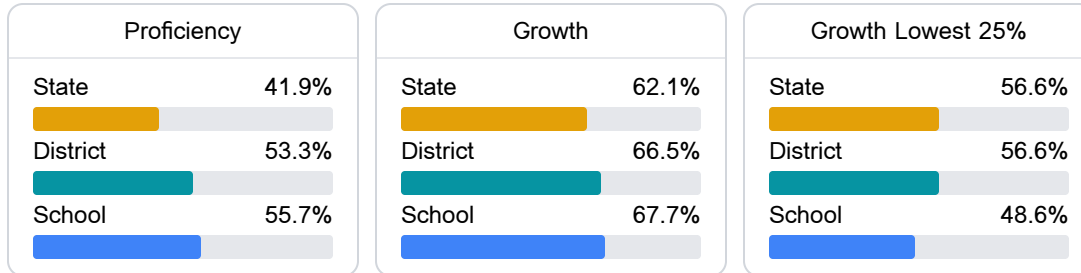 Proficiency
State 41.9%
District 53.3%
School 55.7%
Growth
State 62.1%
District 66.5%
School 67.7%
Growth Lowest 25%
State 56.6%
District 56.6%
School 48.6%